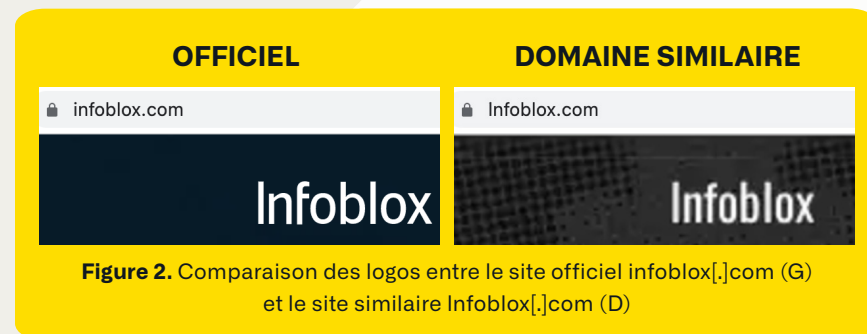 OFFICIEL
DOMAINE SIMILAIRE
infoblox.com
lnfoblox.com
Infoblox
Infoblox
Figure 2. Comparaison des logos entre le site officiel infoblox[.]com (G)
et le site similaire lnfoblox[.]com (D)